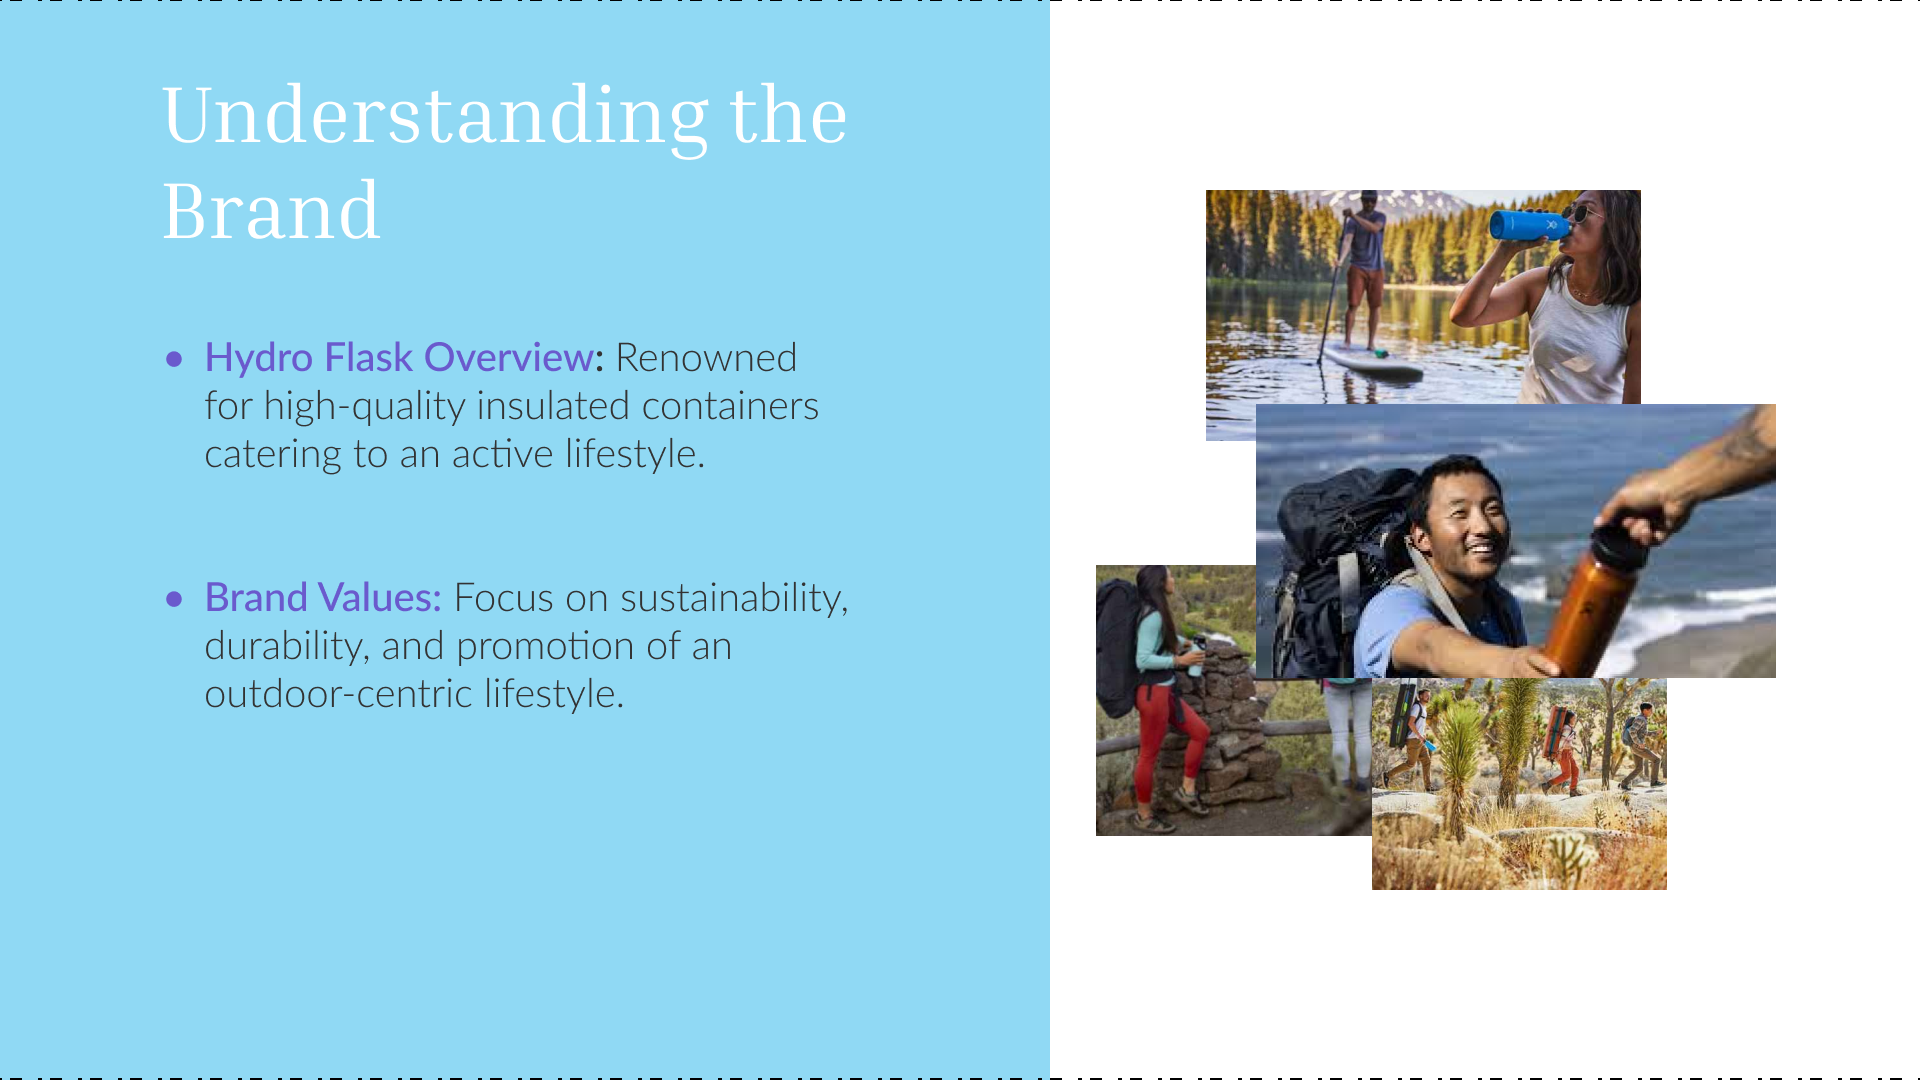 Understanding the
Brand
● Hydro Flask Overview: Renowned
for high-quality insulated containers
catering to an active lifestyle.
● Brand Values: Focus on sustainability,
durability, and promotion of an
outdoor-centric lifestyle.